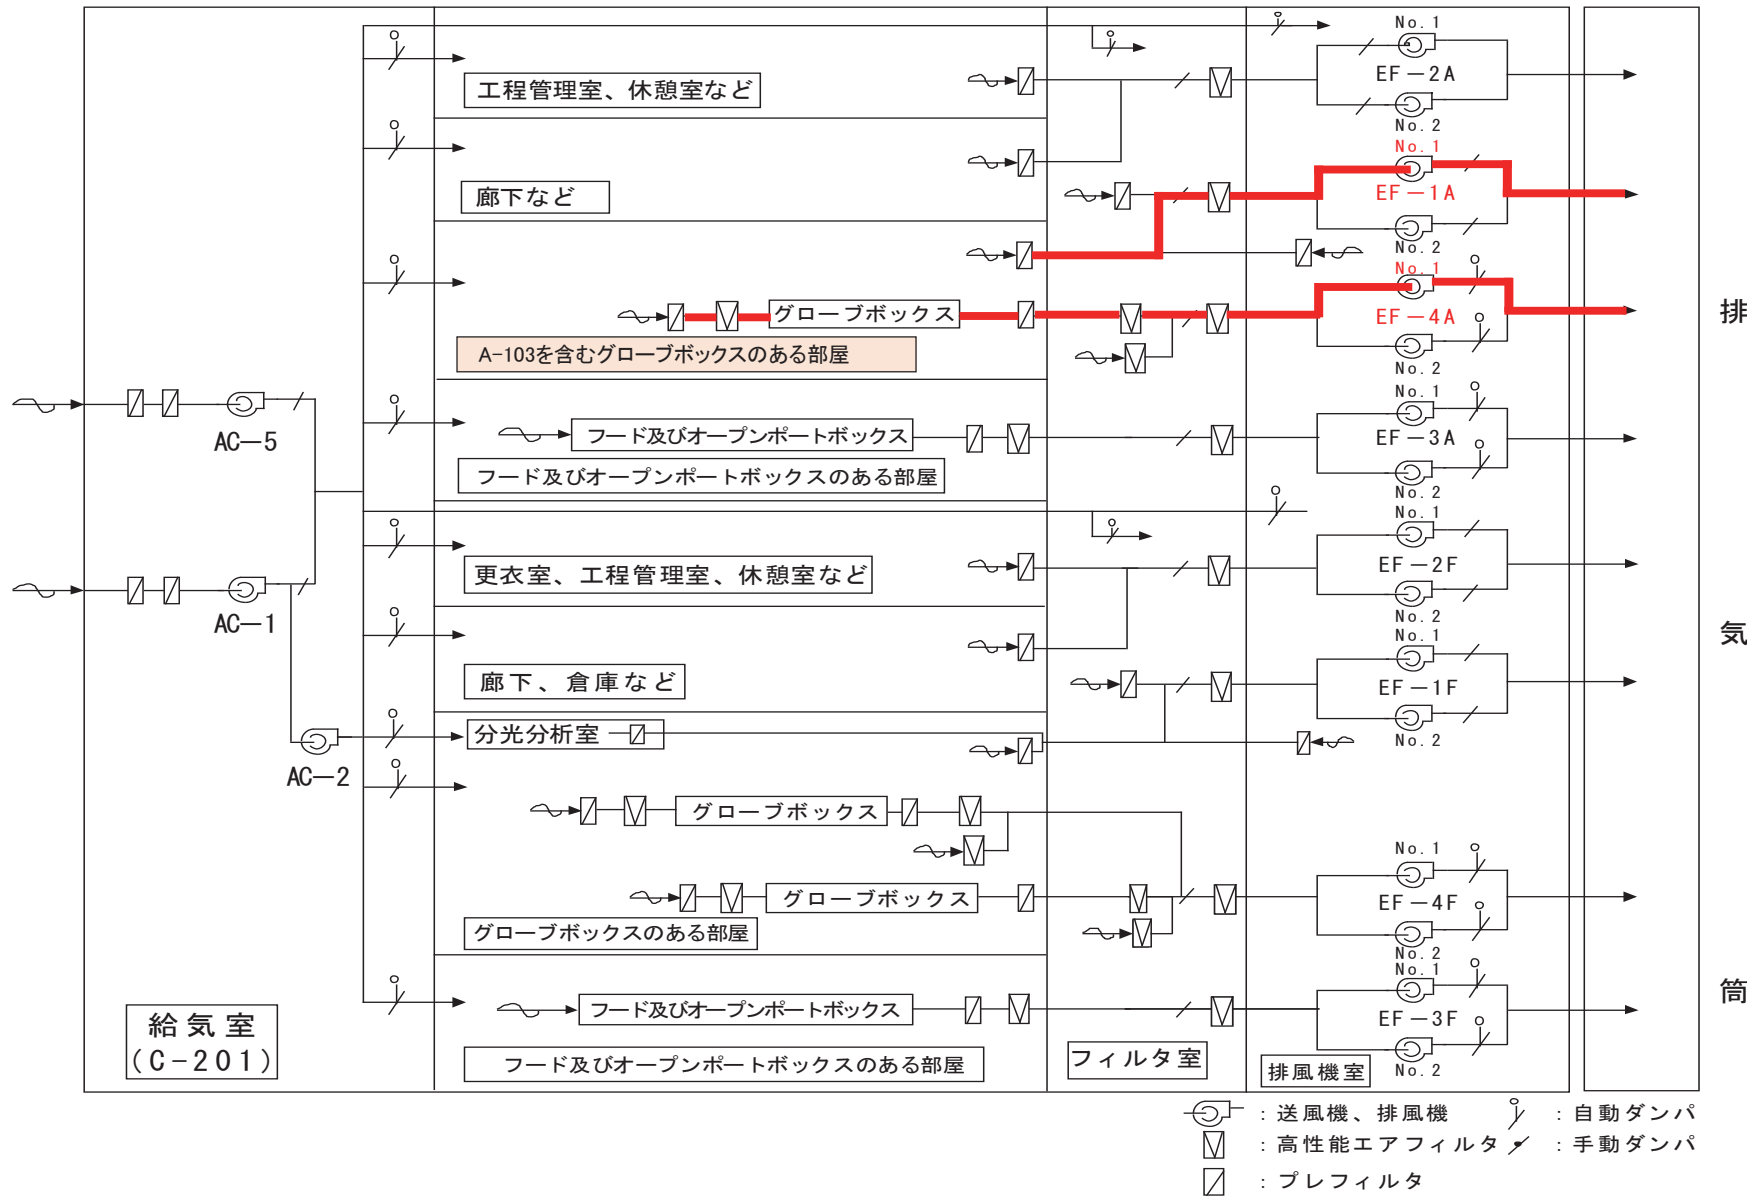 No.1
EF－2A
No.2
工程管理室、休憩室など
No.1
EF－1A
No.2
廊下など
No.1
EF－4A
No.2
グローブボックス
A-103を含むグローブボックスのある部屋
排
AC－5
No.1
EF－3A
No.2
フード及びオープンポートボックス
フード及びオープンポートボックスのある部屋
No.1
EF－2F
No.2
更衣室、工程管理室、休憩室など
AC－1
気
No.1
EF－1F
No.2
廊下、倉庫など
分光分析室
AC－2
グローブボックス
No.1
EF－4F
No.2
グローブボックス
グローブボックスのある部屋
筒
No.1
EF－3F
No.2
フード及びオープンポートボックス
給気室
(C-201)
フード及びオープンポートボックスのある部屋
フィルタ室
排風機室
：送風機、排風機
：自動ダンパ
：高性能エアフィルタ
：手動ダンパ
：プレフィルタ